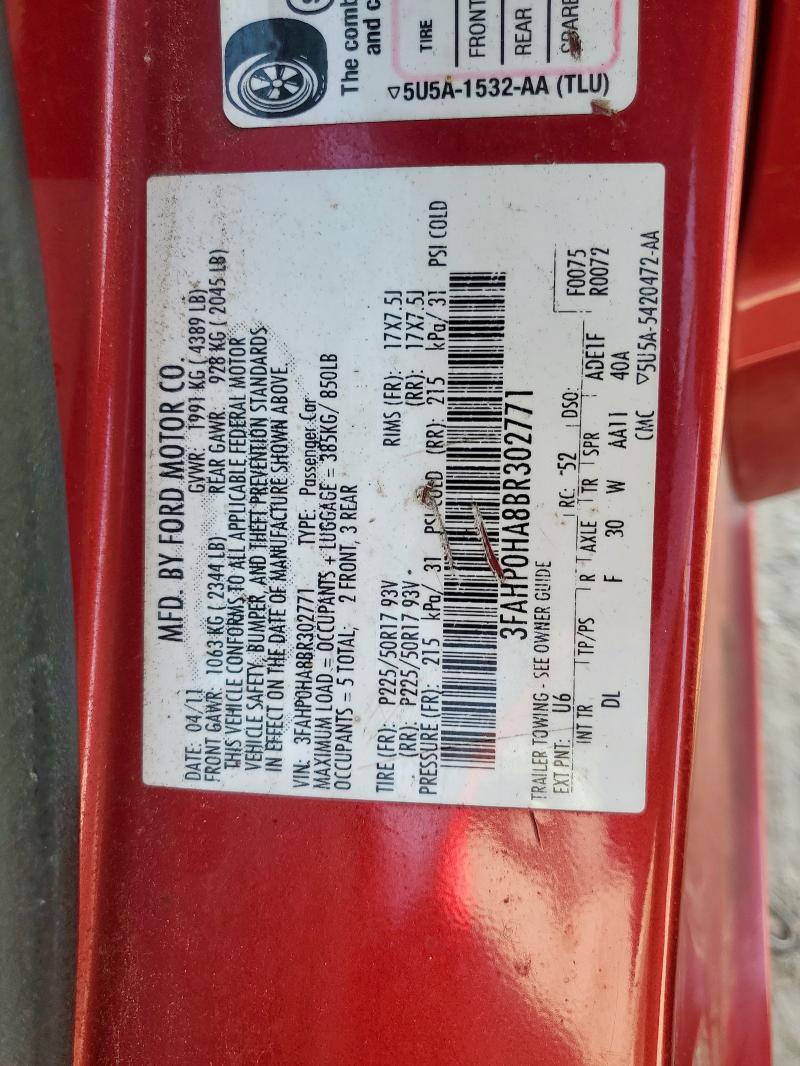 MFD. BY FORD MOTOR CO.
DATE: 04/11 GVWR: 1991 KG ( 4389 LB)
FRONT GAWR: 1063 KG ( 2344 LB) REAR GAWR: 928 KG ( 2045 LB)
THIS VEHICLE CONFORMS TO ALL APPLICABLE FEDERAL MOTOR
VEHICLE SAFETY, BUMPER, AND THEFT PREVENTION STANDARDS
IN EFFECT ON THE DATE OF MANUFACTURE SHOWN ABOVE.
VIN: 3FAHP0HA8BR302771 TYPE: Passenger Car
MAXIMUM LOAD = OCCUPANTS + LUGGAGE = 385KG/ 850LB
OCCUPANTS = 5 TOTAL: 2 FRONT, 3 REAR
TIRE (FR): P225/50R17 93V RIMS (FR): 17X7.5J
(RR): P225/50R17 93V (RR): 17X7.5J
PRESSURE (FR): 215 kPa/ 31 PSI COLD (RR): 215 kPa/ 31 PSI COLD
3FAHP0HA8BR302771
TRAILER TOWING - SEE OWNER GUIDE
EXT PNT: U6 RC: 52 DSO: F0075
INT TR TP/PS R AXLE TR SPR ADE1F R0072
DL F 30 W AA11 40A
CMC ▽5U5A-5420472-AA
The comb
and c
TIRE
FRONT
REAR
SPARE
▽5U5A-1532-AA (TLU)